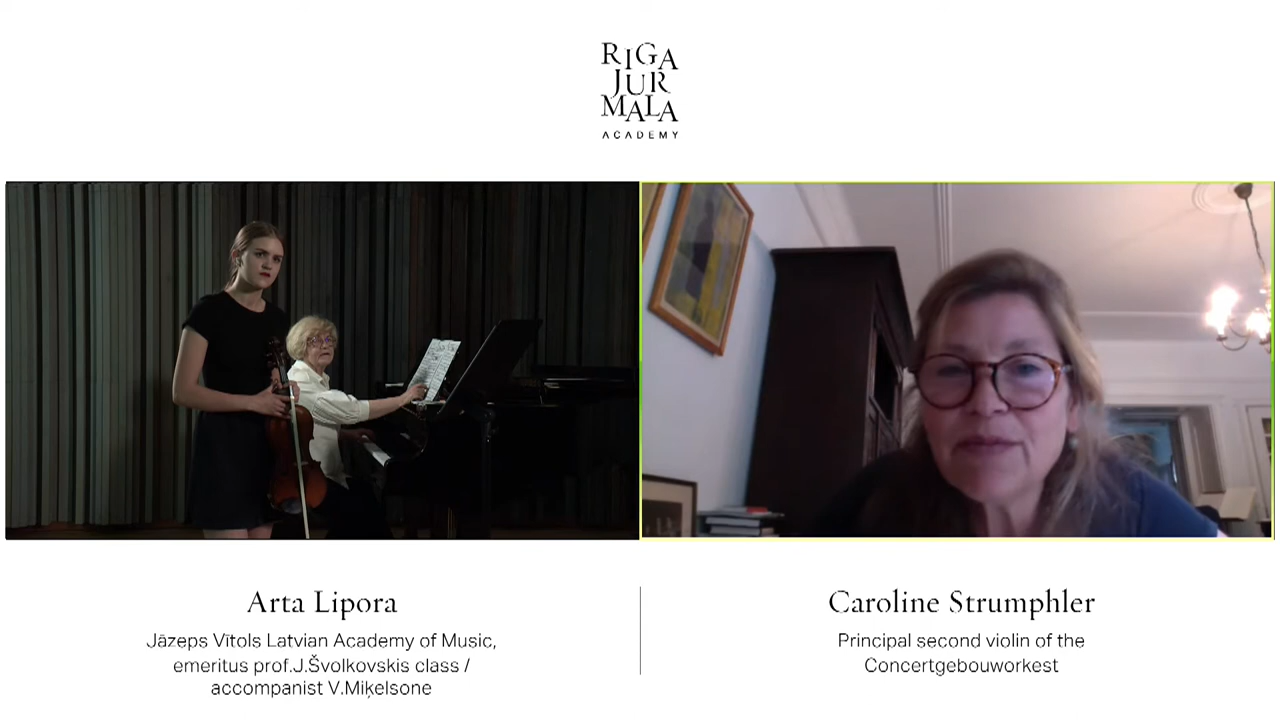 RIGA
JUR
MALA
ACADEMY
Arta Lipora
Jāzeps Vītols Latvian Academy of Music,
emeritus prof.J.Švolkovskis class /
accompanist V.Miķelsone
Caroline Strumphler
Principal second violin of the
Concertgebouworkest